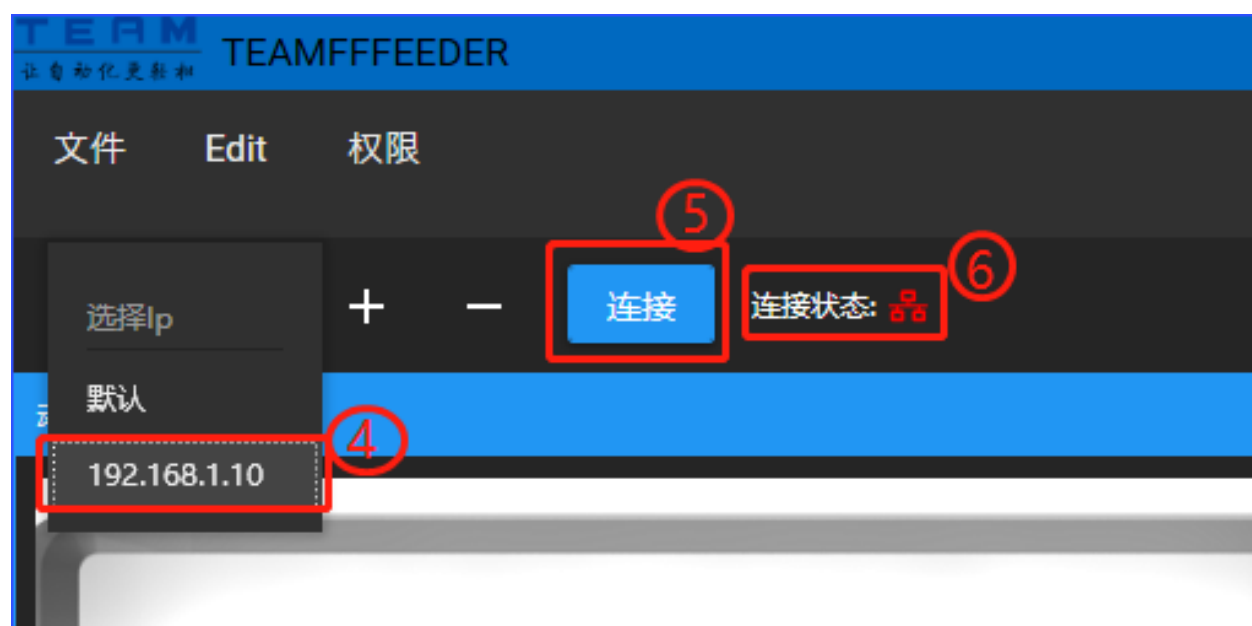 TEAM
让自动化更轻松
TEAMFFFEEDER
文件 Edit 权限
⑤
⑥
选择Ip
+ − 连接 连接状态:
默认
④
192.168.1.10